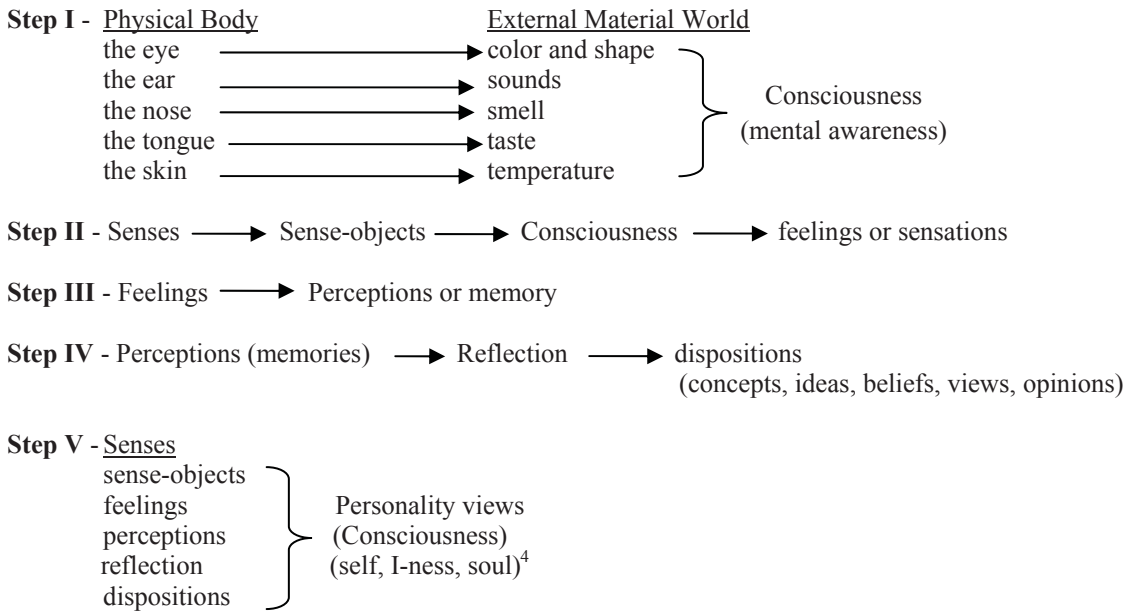 Step I - Physical Body External Material World
the eye color and shape
the ear sounds
the nose smell
the tongue taste
the skin temperature
Consciousness
(mental awareness)
Step II - Senses Sense-objects Consciousness feelings or sensations
Step III - Feelings Perceptions or memory
Step IV - Perceptions (memories) Reflection dispositions
(concepts, ideas, beliefs, views, opinions)
Step V - Senses
sense-objects
feelings
perceptions
reflection
dispositions
Personality views
(Consciousness)
(self, I-ness, soul)4